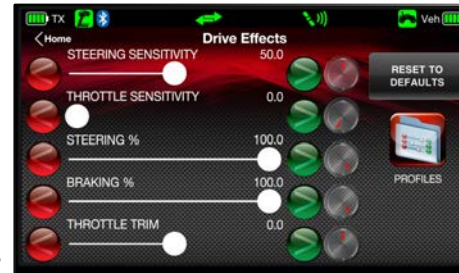 TX
Veh
Home
Drive Effects
STEERING SENSITIVITY 50.0
THROTTLE SENSITIVITY 0.0
STEERING % 100.0
BRAKING % 100.0
THROTTLE TRIM 0.0
RESET TO
DEFAULTS
PROFILES